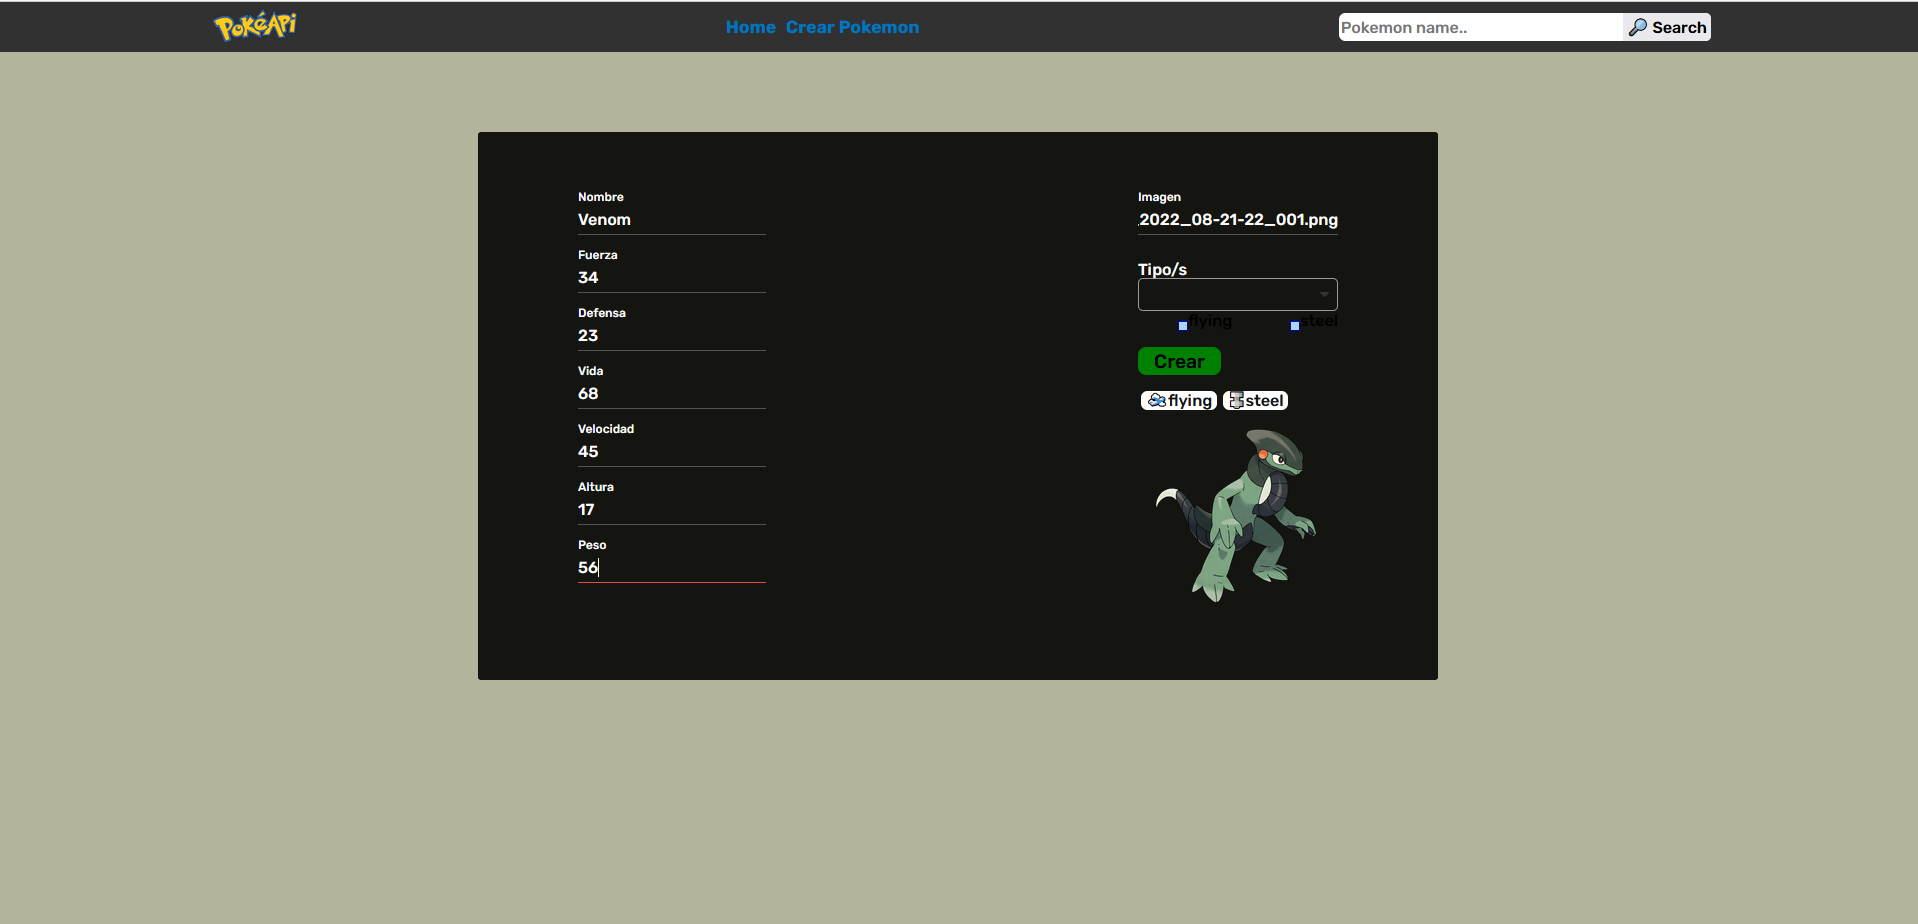 PokéAPi
Home Crear Pokemon
Pokemon name..
Search
Nombre
Venom
Fuerza
34
Defensa
23
Vida
68
Velocidad
45
Altura
17
Peso
56
Imagen
2022_08-21-22_001.png
Tipo/s
flying steel
Crear
flying steel